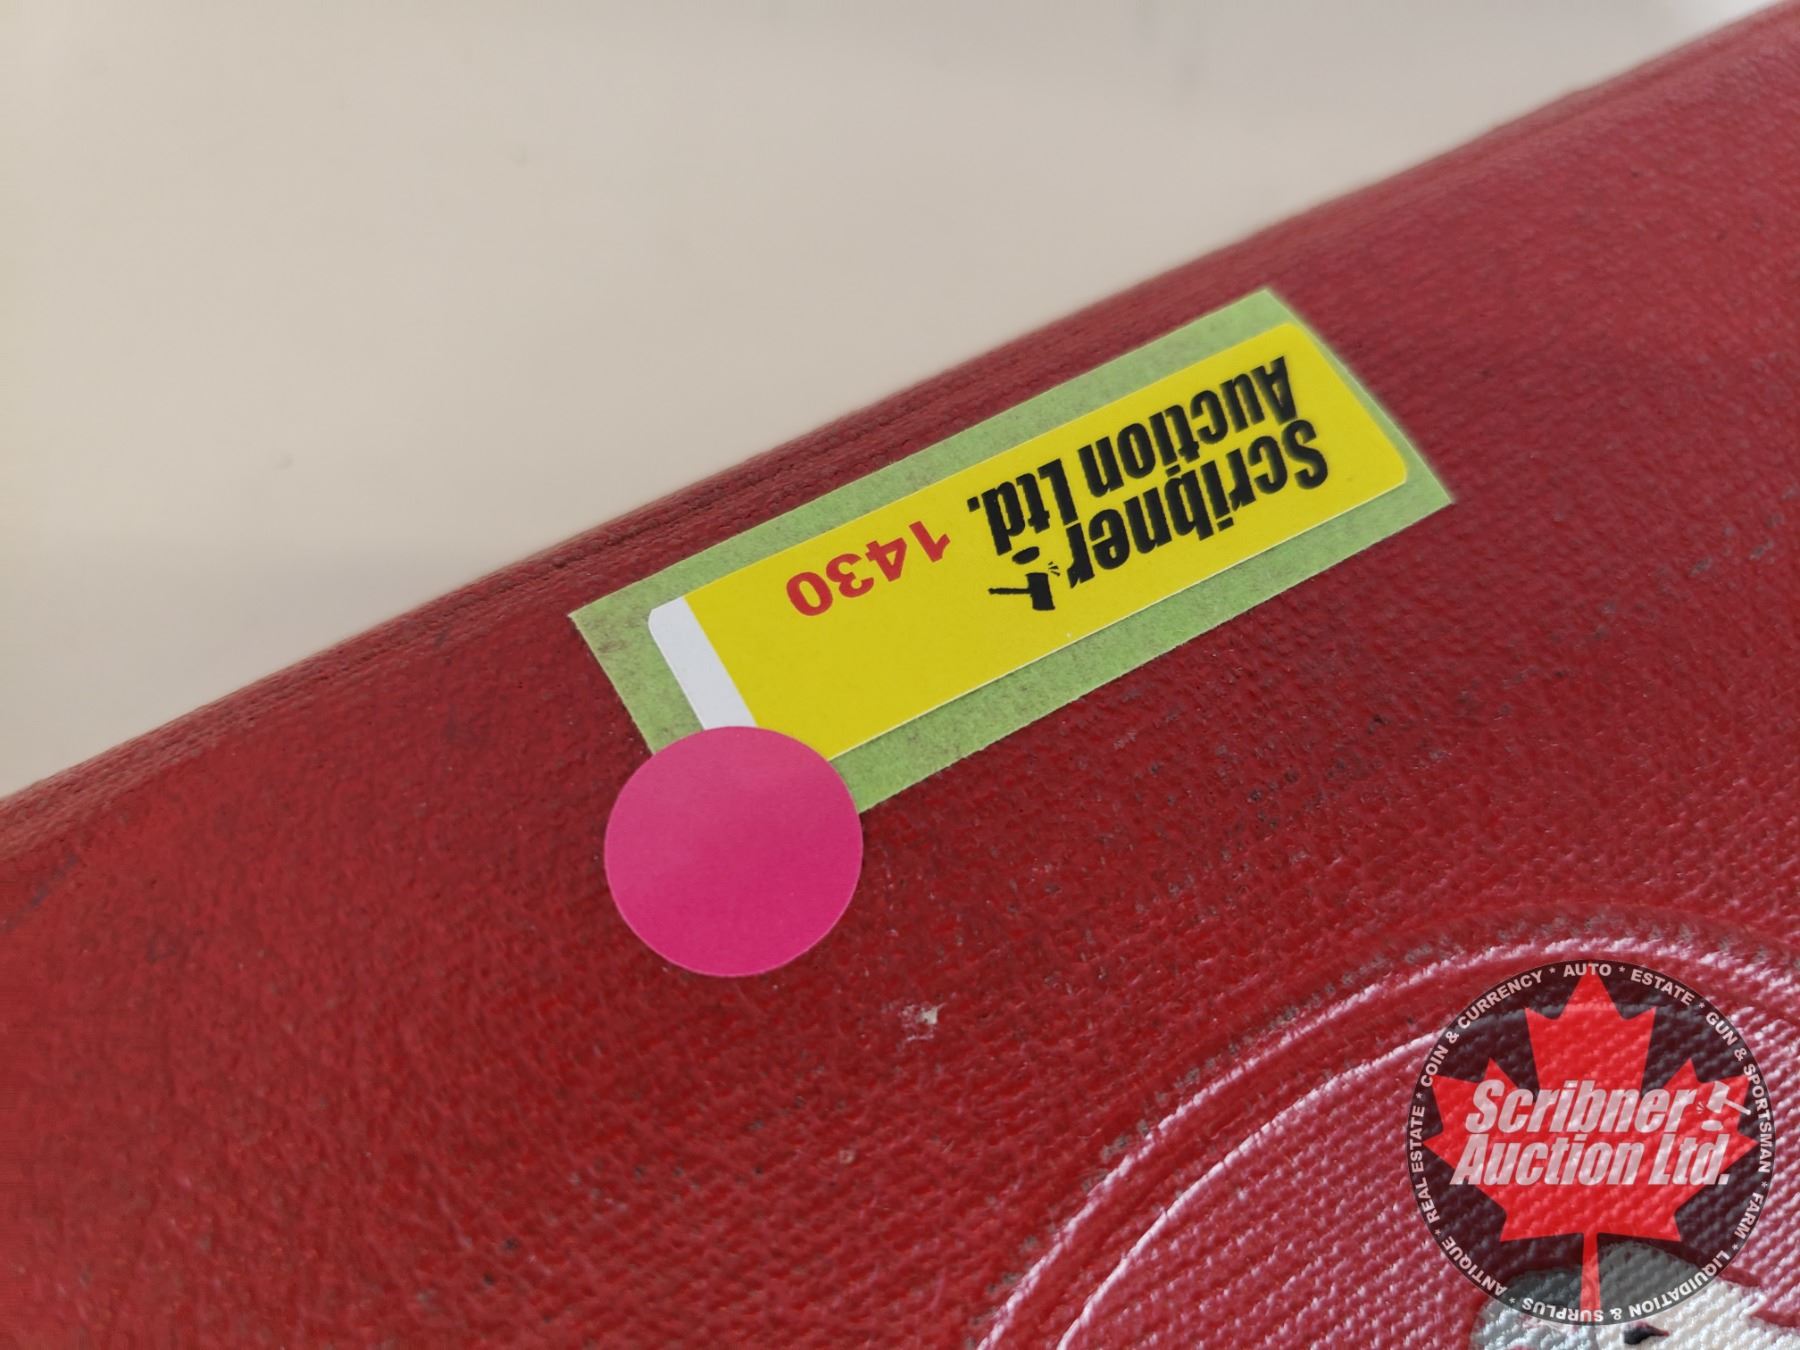 Scribner
Auction Ltd.
1430
Scribner
Auction Ltd.
ANTIQUE * REAL ESTATE * COIN & CURRENCY * AUTO * ESTATE * GUN & SPORTSMAN * FARM * LIQUIDATION & SURPLUS *